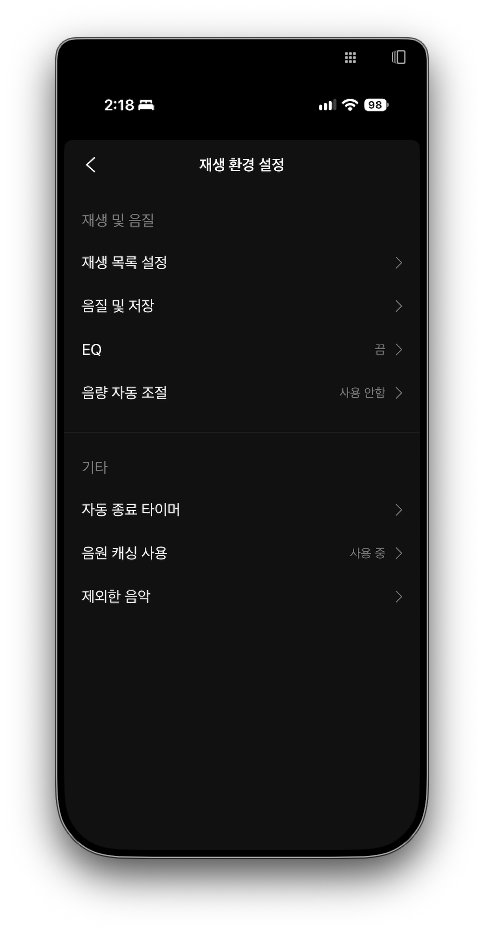 2:18
98
재생 환경 설정
재생 및 음질
재생 목록 설정
음질 및 저장
EQ 끔
음량 자동 조절 사용 안함
기타
자동 종료 타이머
음원 캐싱 사용 사용 중
제외한 음악